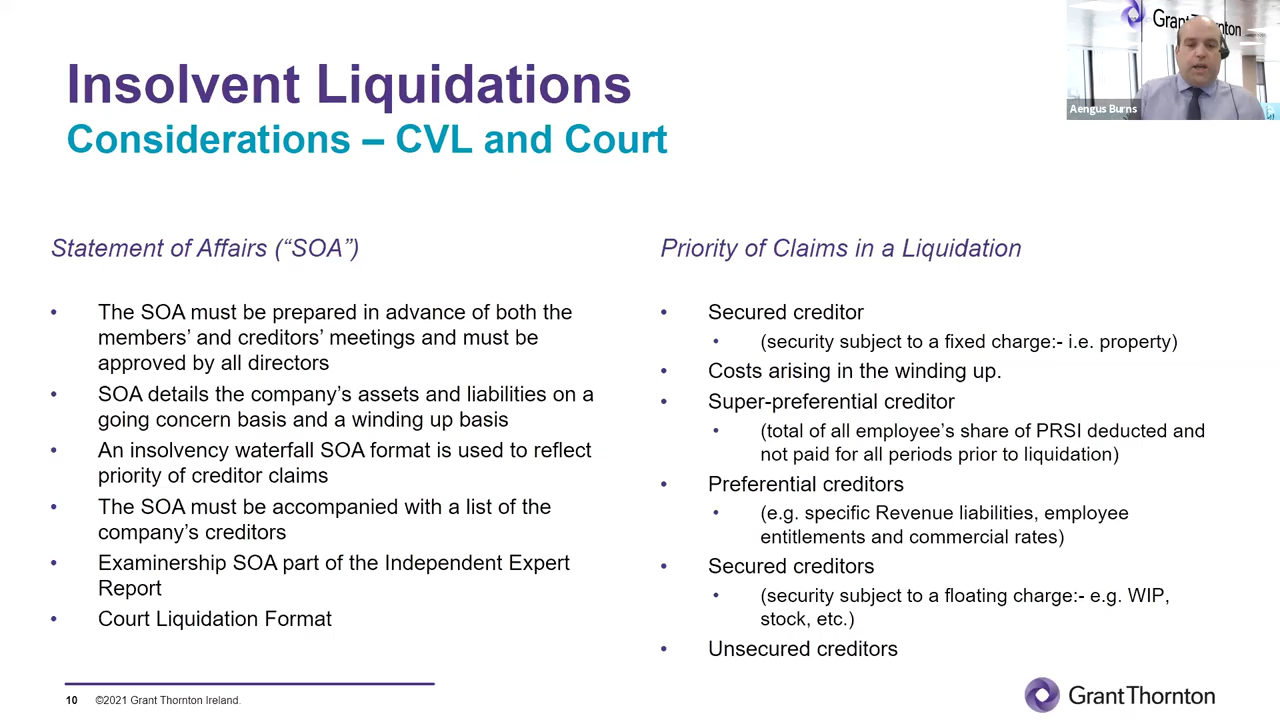 Insolvent Liquidations
Considerations – CVL and Court
Grant Thornton
Aengus Burns
Statement of Affairs (“SOA”)
• The SOA must be prepared in advance of both the
members’ and creditors’ meetings and must be
approved by all directors
• SOA details the company’s assets and liabilities on a
going concern basis and a winding up basis
• An insolvency waterfall SOA format is used to reflect
priority of creditor claims
• The SOA must be accompanied with a list of the
company’s creditors
• Examinership SOA part of the Independent Expert
Report
• Court Liquidation Format
Priority of Claims in a Liquidation
• Secured creditor
• (security subject to a fixed charge:- i.e. property)
• Costs arising in the winding up.
• Super-preferential creditor
• (total of all employee’s share of PRSI deducted and
not paid for all periods prior to liquidation)
• Preferential creditors
• (e.g. specific Revenue liabilities, employee
entitlements and commercial rates)
• Secured creditors
• (security subject to a floating charge:- e.g. WIP,
stock, etc.)
• Unsecured creditors
10 ©2021 Grant Thornton Ireland.
GrantThornton